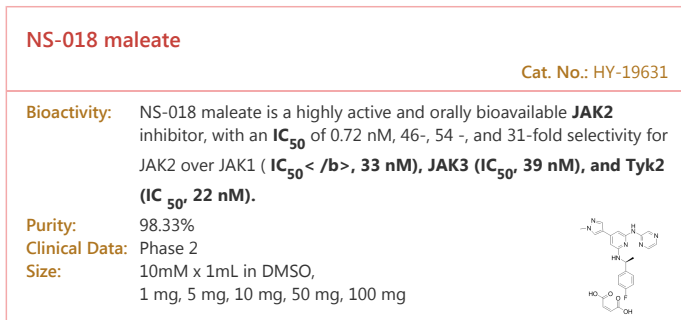 NS-018 maleate
Cat. No.: HY-19631
Bioactivity: NS-018 maleate is a highly active and orally bioavailable JAK2
inhibitor, with an IC50 of 0.72 nM, 46-, 54 -, and 31-fold selectivity for
JAK2 over JAK1 ( IC50< /b>, 33 nM), JAK3 (IC50, 39 nM), and Tyk2
(IC 50, 22 nM).
Purity: 98.33%
Clinical Data: Phase 2
Size: 10mM x 1mL in DMSO,
1 mg, 5 mg, 10 mg, 50 mg, 100 mg
N
N
H
N
N
N
N
N
HN
F
HO
O
O
OH